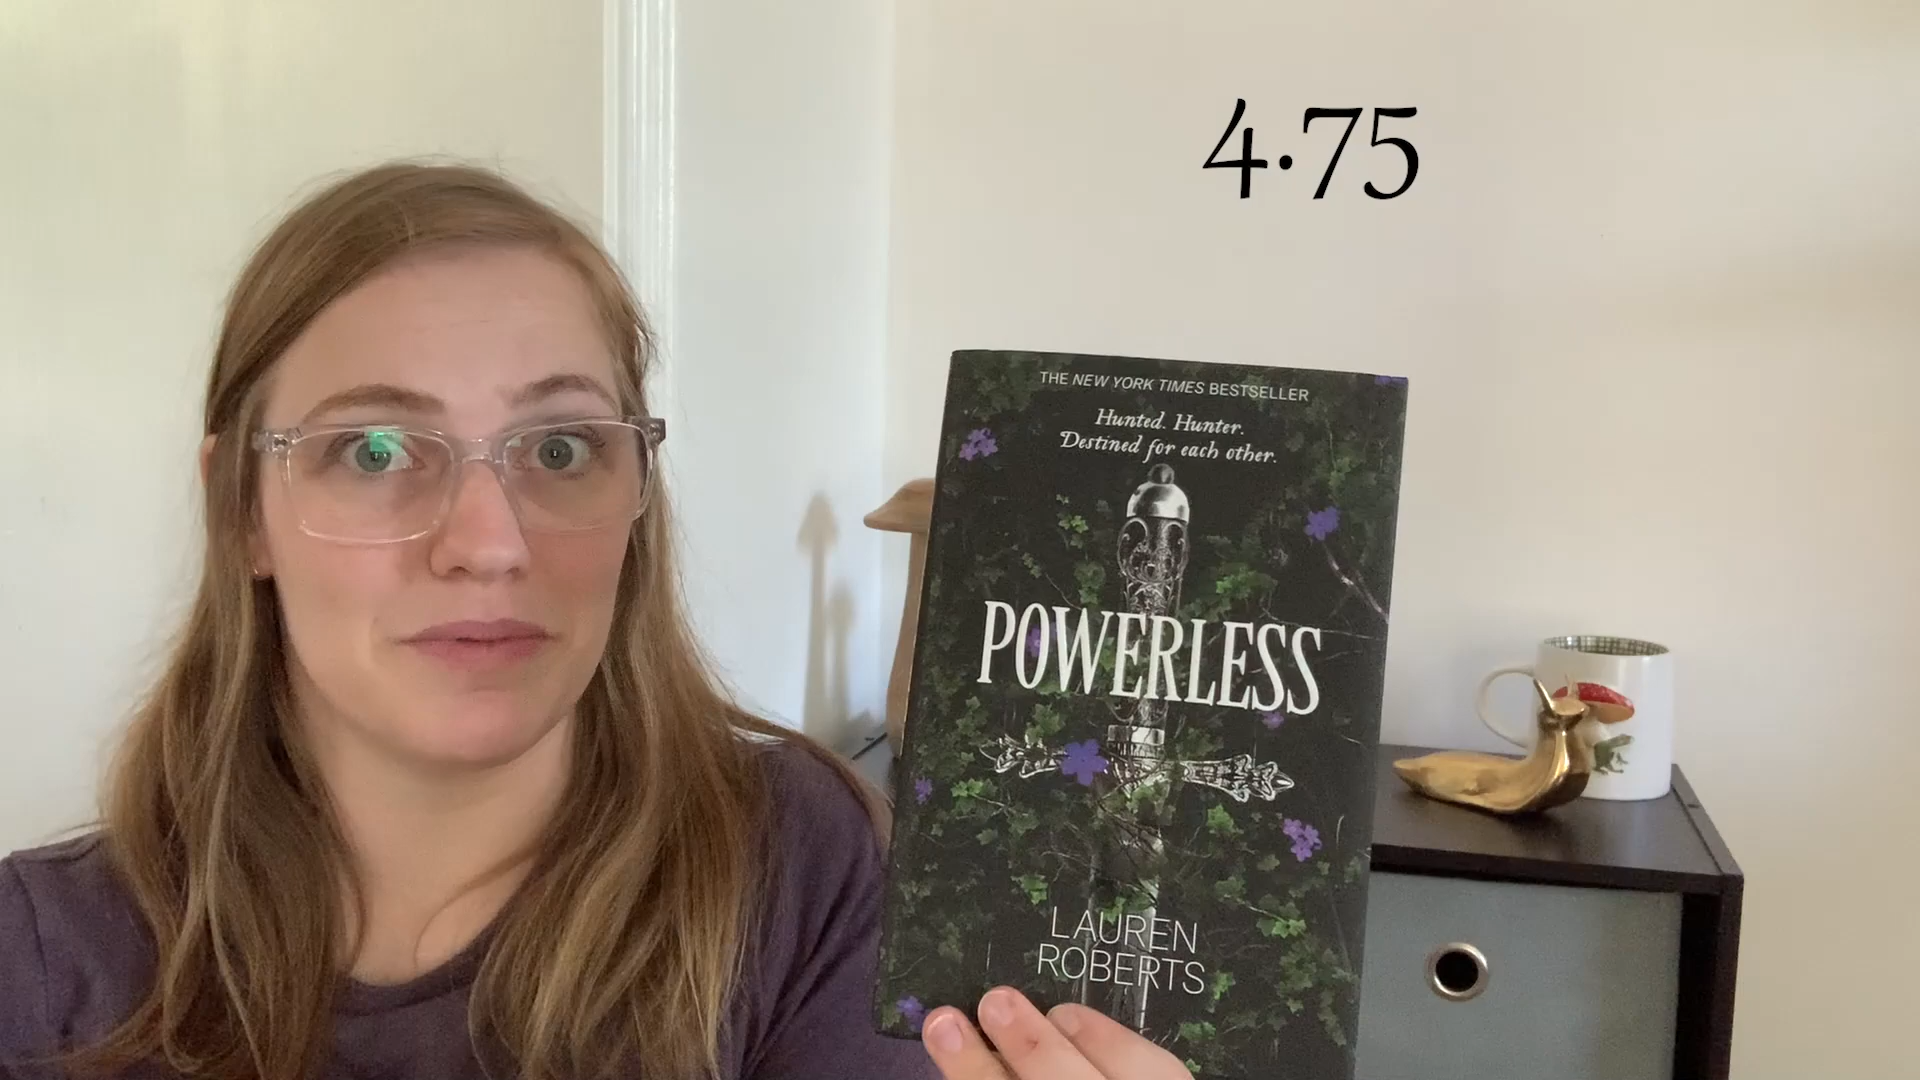 4.75
THE NEW YORK TIMES BESTSELLER
Hunted. Hunter.
Destined for each other.
POWERLESS
LAUREN
ROBERTS